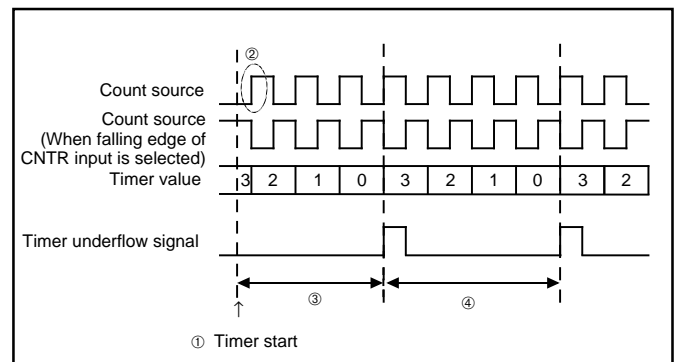 ②
Count source
Count source
(When falling edge of
CNTR input is selected)
Timer value
3 2 1 0 3 2 1 0 3 2
Timer underflow signal
③ ④
↑
① Timer start